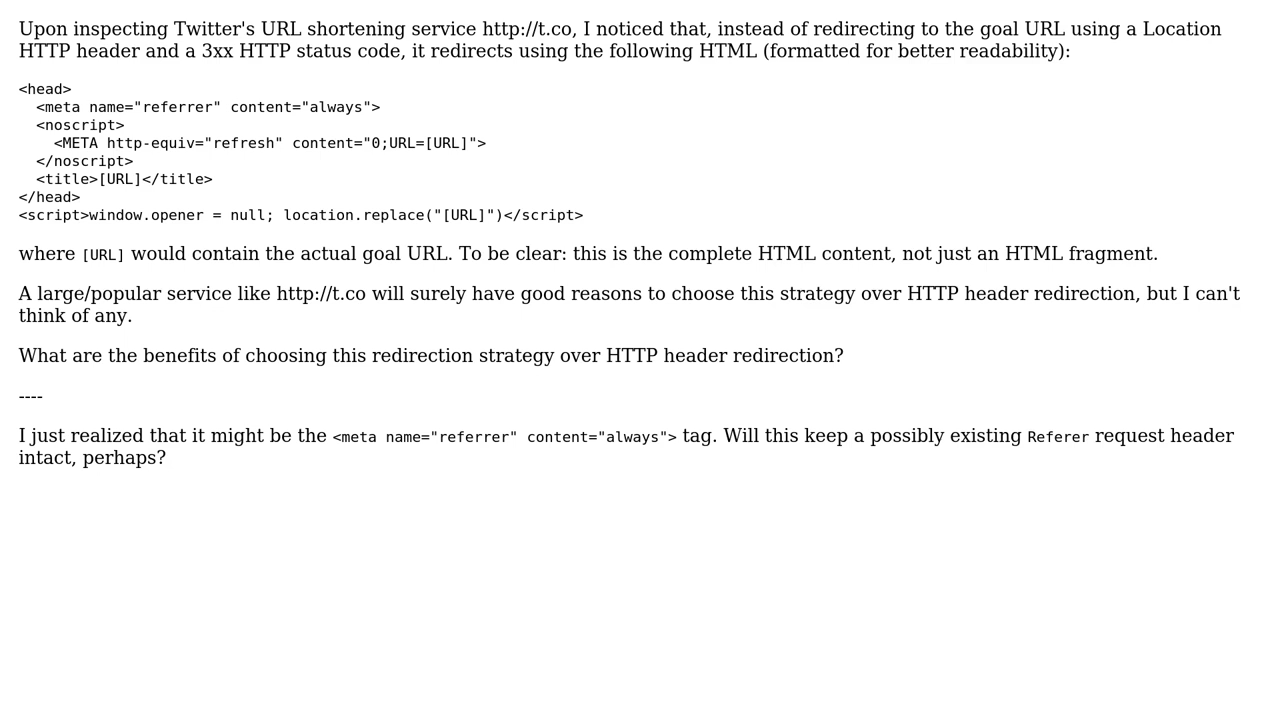 Upon inspecting Twitter's URL shortening service http://t.co, I noticed that, instead of redirecting to the goal URL using a Location
HTTP header and a 3xx HTTP status code, it redirects using the following HTML (formatted for better readability):
<head>
  <meta name="referrer" content="always">
  <noscript>
    <META http-equiv="refresh" content="0;URL=[URL]">
  </noscript>
  <title>[URL]</title>
</head>
<script>window.opener = null; location.replace("[URL]")</script>
where [URL] would contain the actual goal URL. To be clear: this is the complete HTML content, not just an HTML fragment.
A large/popular service like http://t.co will surely have good reasons to choose this strategy over HTTP header redirection, but I can't
think of any.
What are the benefits of choosing this redirection strategy over HTTP header redirection?
----
I just realized that it might be the <meta name="referrer" content="always"> tag. Will this keep a possibly existing Referer request header
intact, perhaps?